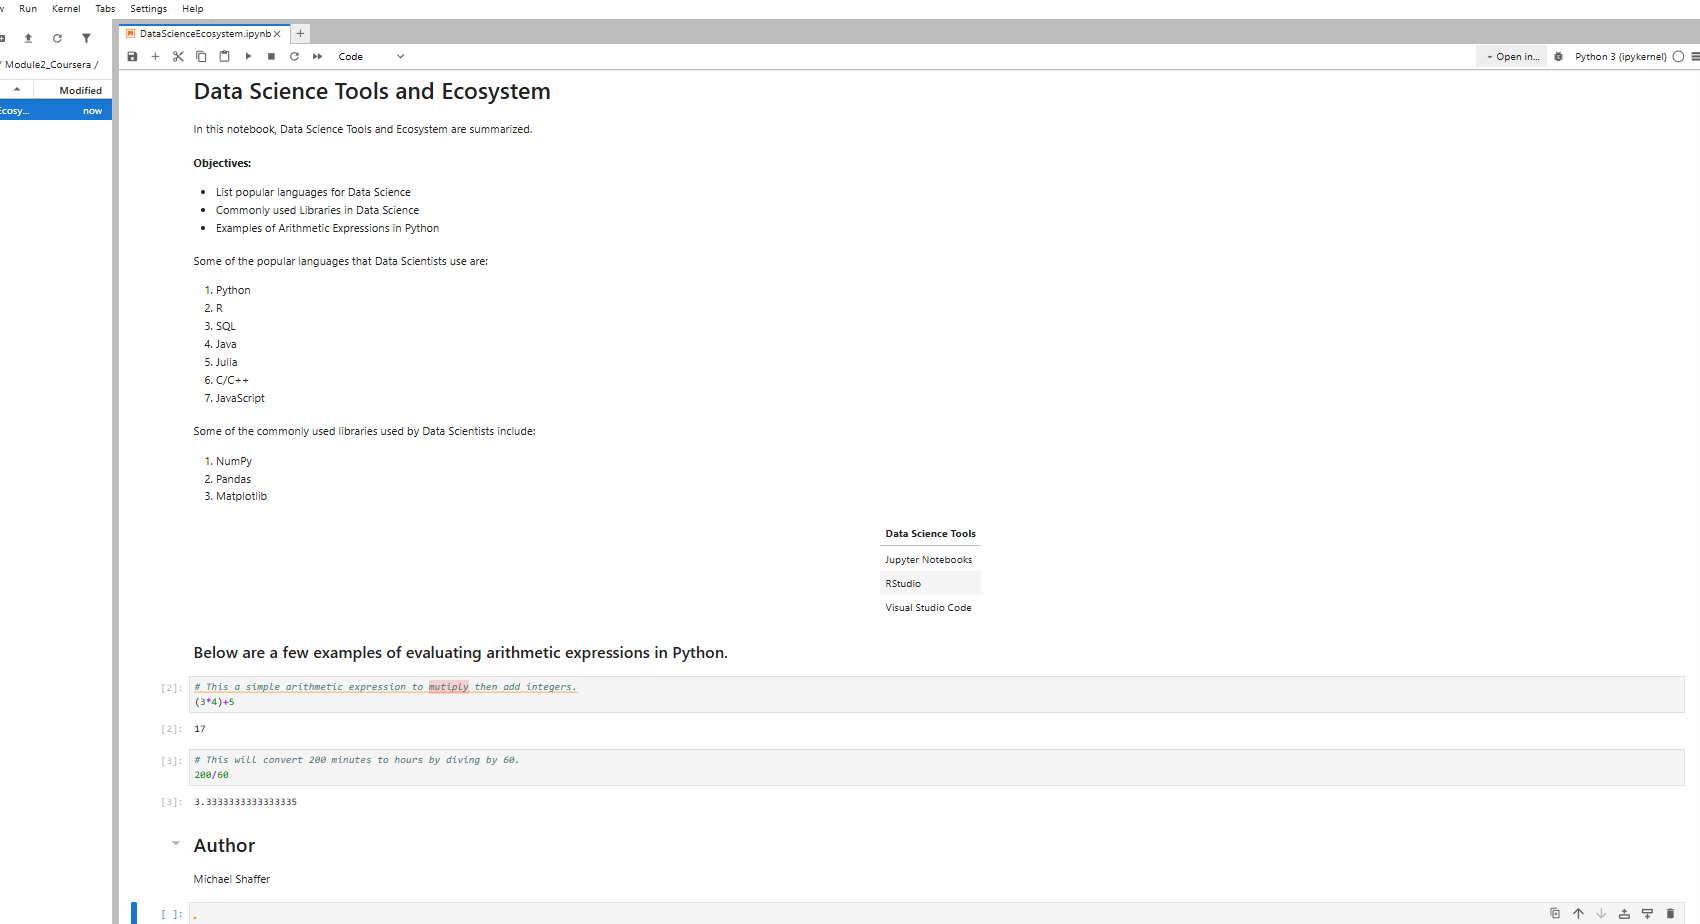 Run Kernel Tabs Settings Help
DataScienceEcosystem.ipynb
Code
Open in...
Python 3 (ipykernel)
/ Module2_Coursera /
Modified
Ecosy... now
Data Science Tools and Ecosystem
In this notebook, Data Science Tools and Ecosystem are summarized.
Objectives:
• List popular languages for Data Science
• Commonly used Libraries in Data Science
• Examples of Arithmetic Expressions in Python
Some of the popular languages that Data Scientists use are:
1. Python
2. R
3. SQL
4. Java
5. Julia
6. C/C++
7. JavaScript
Some of the commonly used libraries used by Data Scientists include:
1. NumPy
2. Pandas
3. Matplotlib
Data Science Tools
Jupyter Notebooks
RStudio
Visual Studio Code
Below are a few examples of evaluating arithmetic expressions in Python.
[2]: # This a simple arithmetic expression to mutiply then add integers.
(3*4)+5
[2]: 17
[3]: # This will convert 200 minutes to hours by diving by 60.
200/60
[3]: 3.3333333333333335
Author
Michael Shaffer
[ ]: